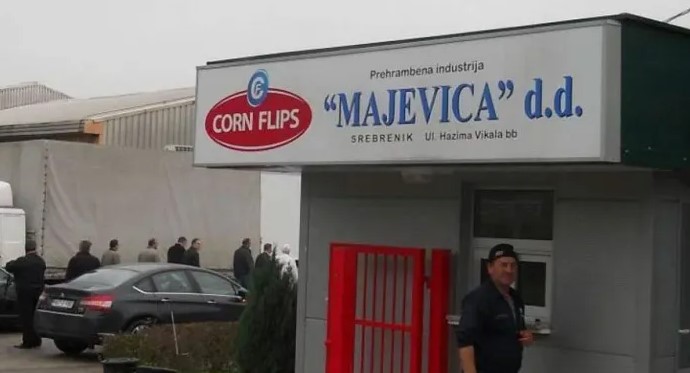 Prehrambena industrija
CORN FLIPS
"MAJEVICA" d.d.
SREBRENIK Ul. Hazima Vikala bb